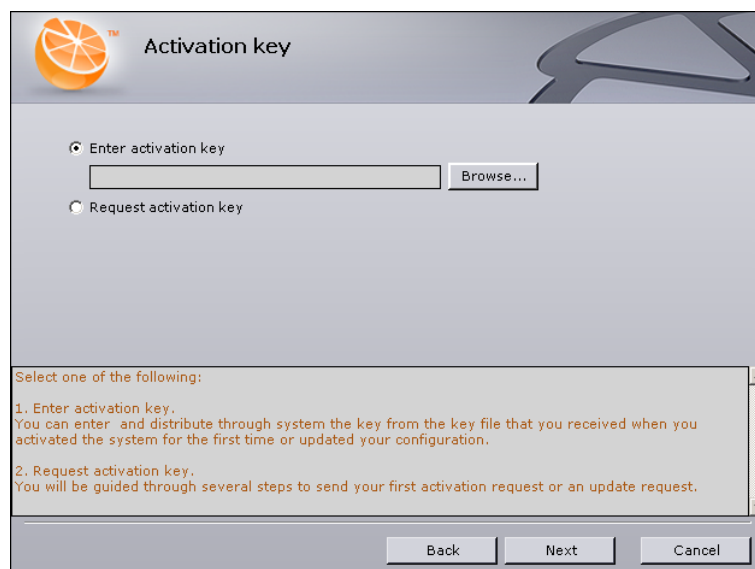 TM
Activation key
Enter activation key
Browse...
Request activation key
Select one of the following:
1. Enter activation key.
You can enter and distribute through system the key from the key file that you received when you
activated the system for the first time or updated your configuration.
2. Request activation key.
You will be guided through several steps to send your first activation request or an update request.
Back
Next
Cancel